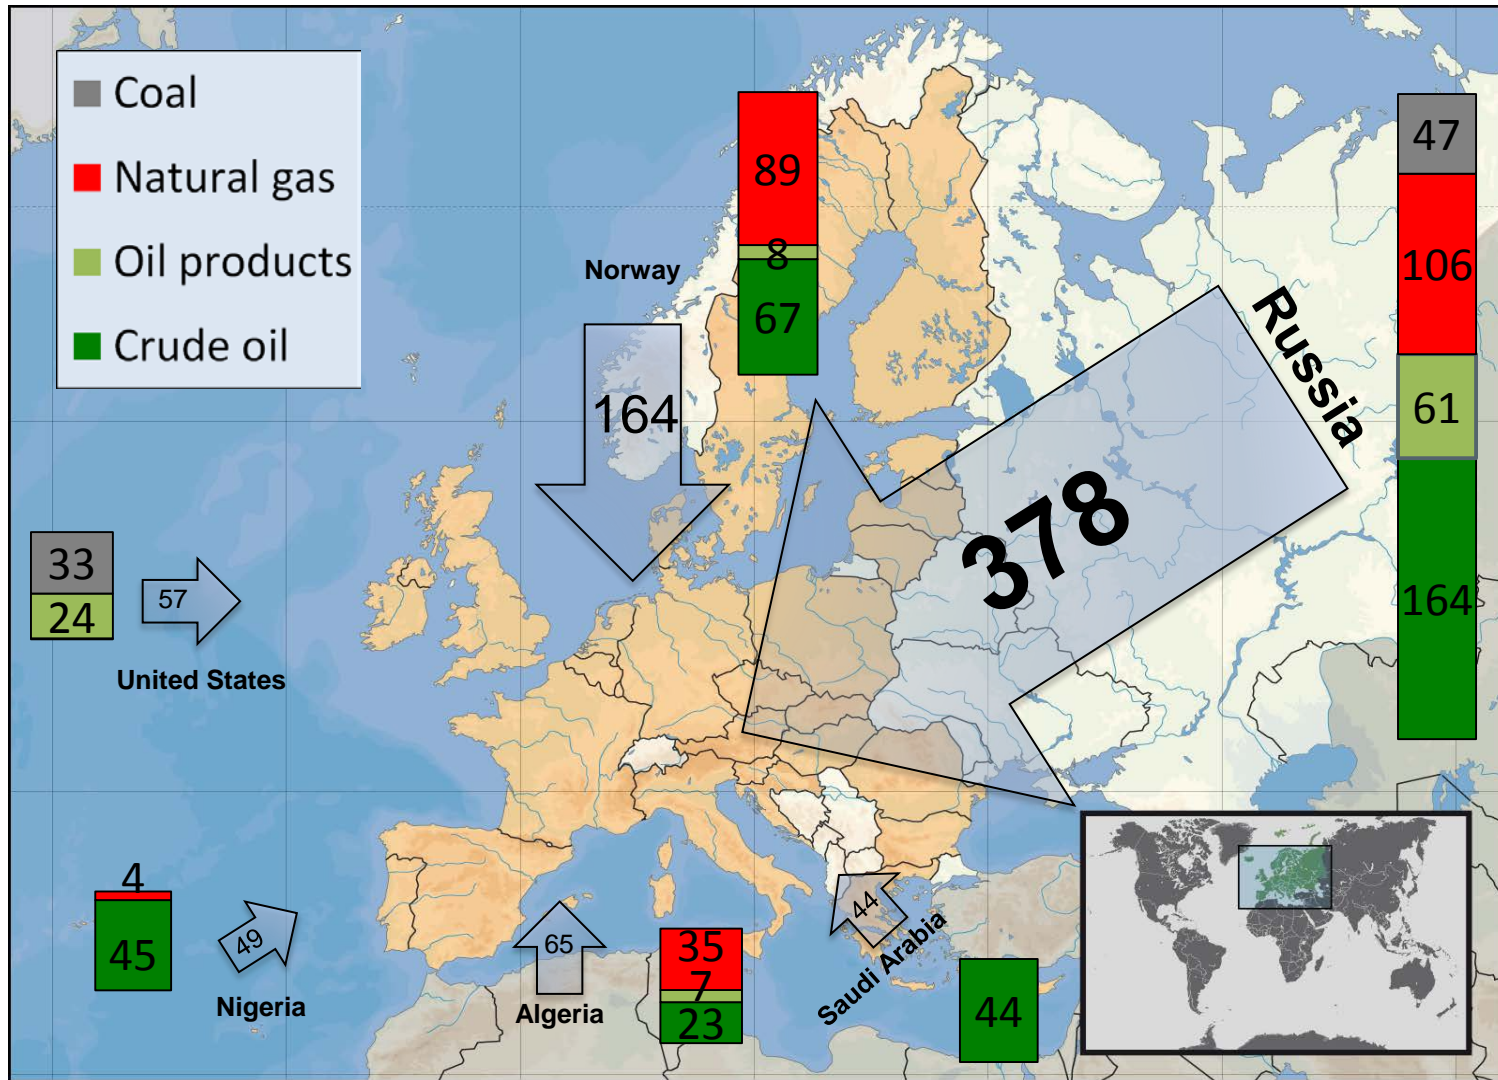 Coal
Natural gas
Oil products
Crude oil
89
8
67
Norway
164
47
106
61
164
Russia
378
33
24
57
United States
4
45
49
Nigeria
65
Algeria
35
7
23
44
Saudi Arabia
44